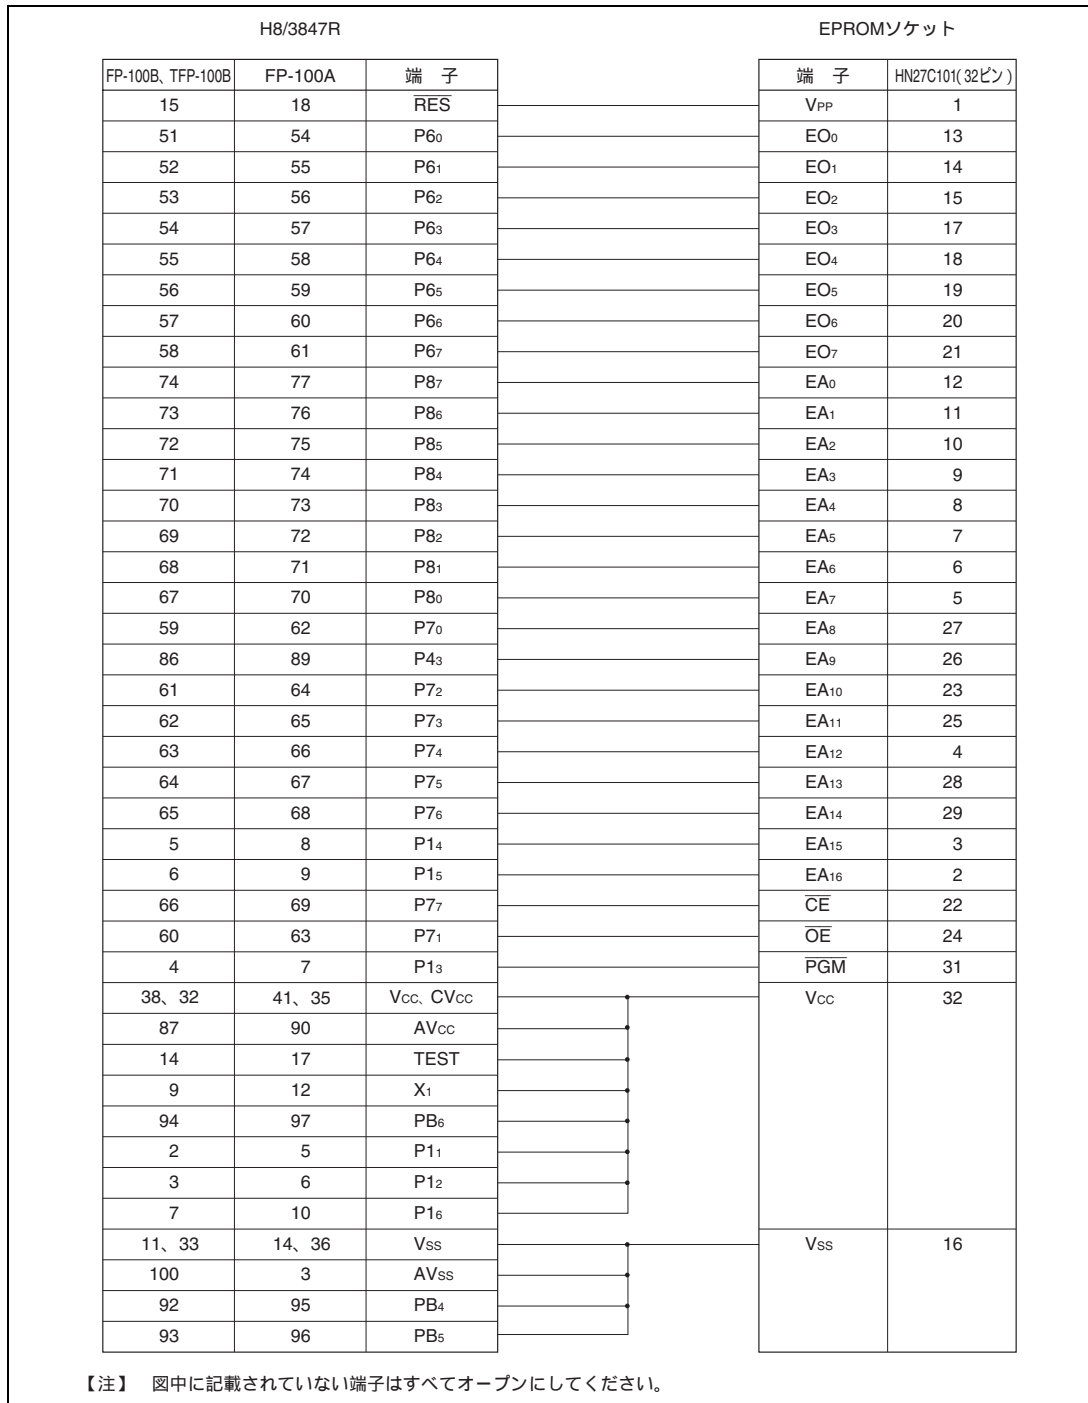 H8/3847R EPROMソケット
FP-100B、TFP-100B FP-100A 端 子 端 子 HN27C101(32ピン)
15 18 R̅E̅S̅ VPP 1
51 54 P6₀ EO₀ 13
52 55 P6₁ EO₁ 14
53 56 P6₂ EO₂ 15
54 57 P6₃ EO₃ 17
55 58 P6₄ EO₄ 18
56 59 P6₅ EO₅ 19
57 60 P6₆ EO₆ 20
58 61 P6₇ EO₇ 21
74 77 P8₇ EA₀ 12
73 76 P8₆ EA₁ 11
72 75 P8₅ EA₂ 10
71 74 P8₄ EA₃ 9
70 73 P8₃ EA₄ 8
69 72 P8₂ EA₅ 7
68 71 P8₁ EA₆ 6
67 70 P8₀ EA₇ 5
59 62 P7₀ EA₈ 27
86 89 P4₃ EA₉ 26
61 64 P7₂ EA₁₀ 23
62 65 P7₃ EA₁₁ 25
63 66 P7₄ EA₁₂ 4
64 67 P7₅ EA₁₃ 28
65 68 P7₆ EA₁₄ 29
5 8 P1₄ EA₁₅ 3
6 9 P1₅ EA₁₆ 2
66 69 P7₇ C̅E̅ 22
60 63 P7₁ O̅E̅ 24
4 7 P1₃ P̅G̅M̅ 31
38、32 41、35 Vcc、CVcc Vcc 32
87 90 AVcc
14 17 TEST
9 12 X₁
94 97 PB₆
2 5 P1₁
3 6 P1₂
7 10 P1₆
11、33 14、36 Vss Vss 16
100 3 AVss
92 95 PB₄
93 96 PB₅
【注】 図中に記載されていない端子はすべてオープンにしてください。